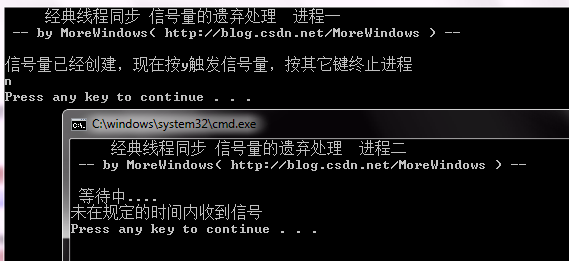 经典线程同步 信号量的遗弃处理 进程一
-- by MoreWindows( http://blog.csdn.net/MoreWindows ) --
信号量已经创建，现在按y触发信号量，按其它键终止进程
n
Press any key to continue . . .
C:\windows\system32\cmd.exe
经典线程同步 信号量的遗弃处理 进程二
-- by MoreWindows( http://blog.csdn.net/MoreWindows ) --
等待中....
未在规定的时间内收到信号
Press any key to continue . . .